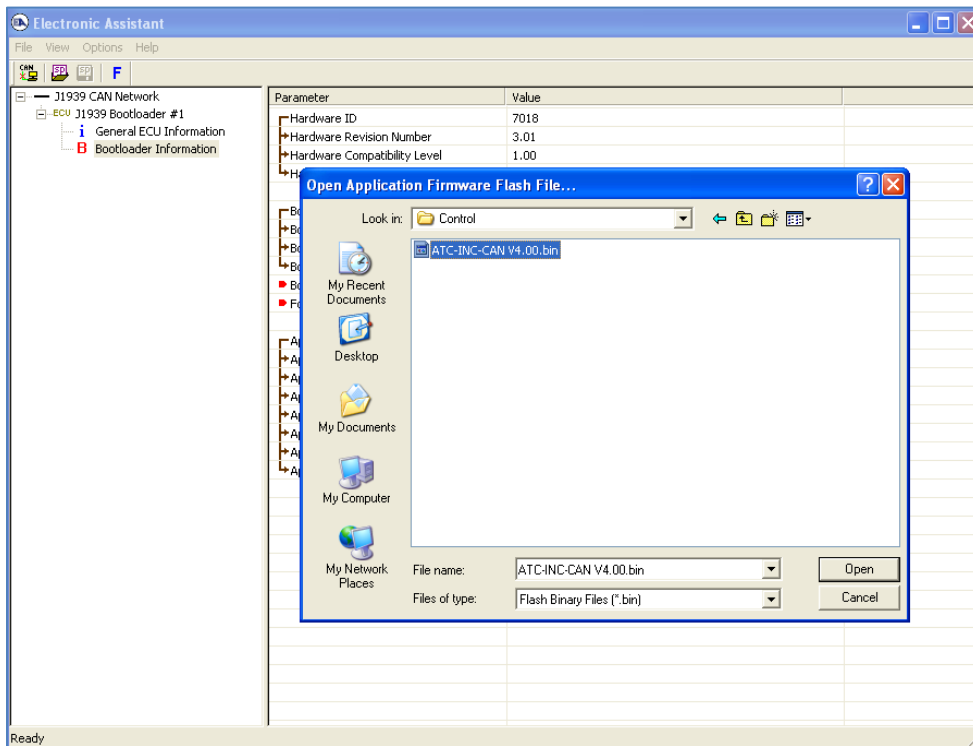 Electronic Assistant
File View Options Help
CAN SP SP F
J1939 CAN Network
ECU J1939 Bootloader #1
i General ECU Information
B Bootloader Information
Parameter Value
Hardware ID 7018
Hardware Revision Number 3.01
Hardware Compatibility Level 1.00
Open Application Firmware Flash File...
Look in: Control
ATC-INC-CAN V4.00.bin
My Recent
Documents
Desktop
My Documents
My Computer
My Network
Places
File name: ATC-INC-CAN V4.00.bin Open
Files of type: Flash Binary Files (*.bin) Cancel
Ready